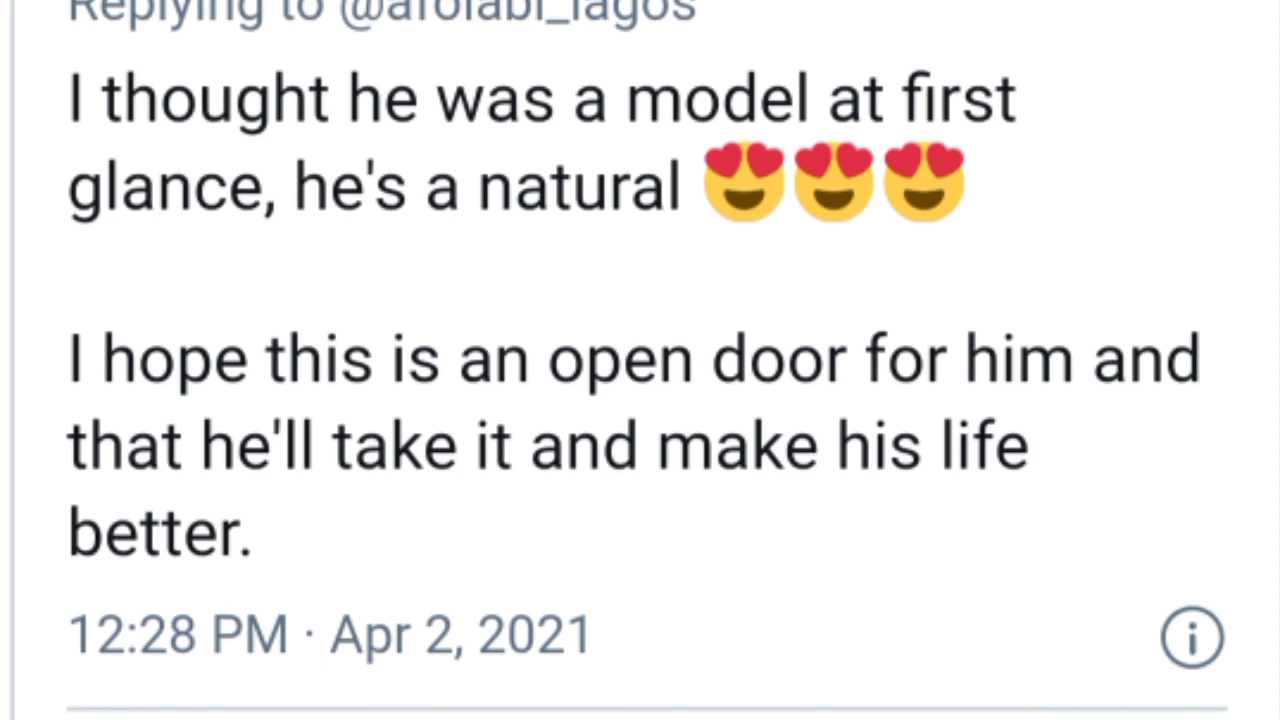 Replying to @afolabi_lagos
I thought he was a model at first
glance, he's a natural 😍😍😍
I hope this is an open door for him and
that he'll take it and make his life
better.
12:28 PM · Apr 2, 2021